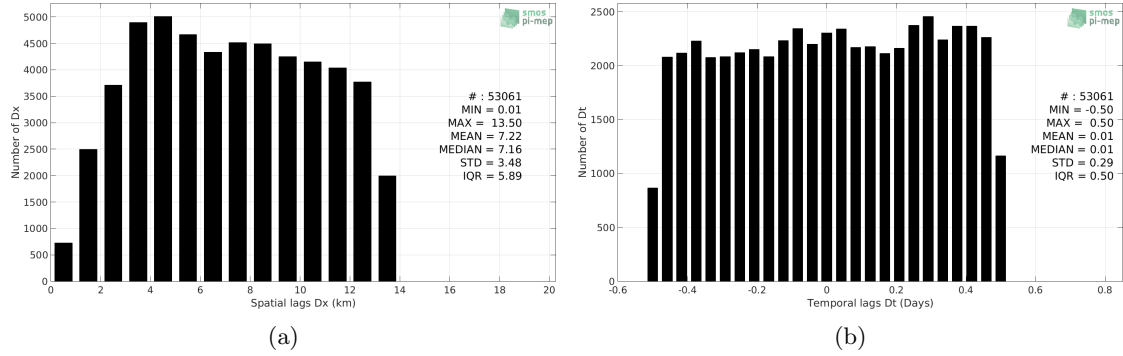 smos
pi-mep
5000
4500
4000
3500
3000
2500
2000
1500
1000
500
0
Number of Dx
# : 53061
MIN = 0.01
MAX = 13.50
MEAN = 7.22
MEDIAN = 7.16
STD = 3.48
IQR = 5.89
0 2 4 6 8 10 12 14 16 18 20
Spatial lags Dx (km)
(a)
smos
pi-mep
2500
2000
1500
1000
500
0
Number of Dt
# : 53061
MIN = -0.50
MAX = 0.50
MEAN = 0.01
MEDIAN = 0.01
STD = 0.29
IQR = 0.50
-0.6 -0.4 -0.2 0 0.2 0.4 0.6 0.8
Temporal lags Dt (Days)
(b)